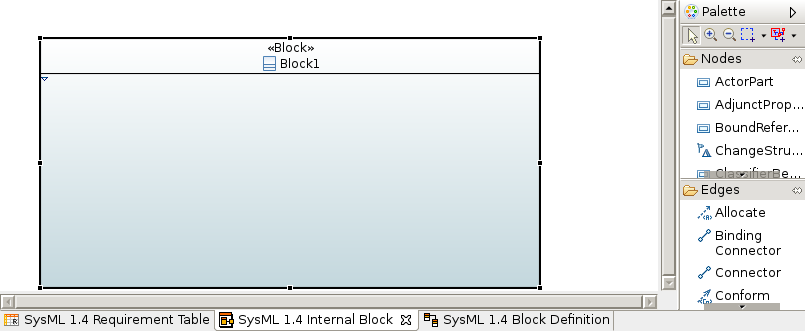 «Block»
Block1
Palette
Nodes
ActorPart
AdjunctProp...
BoundRefer...
ChangeStru...
ClassifierBe...
Edges
Allocate
Binding
Connector
Connector
Conform
SysML 1.4 Requirement Table
SysML 1.4 Internal Block
SysML 1.4 Block Definition